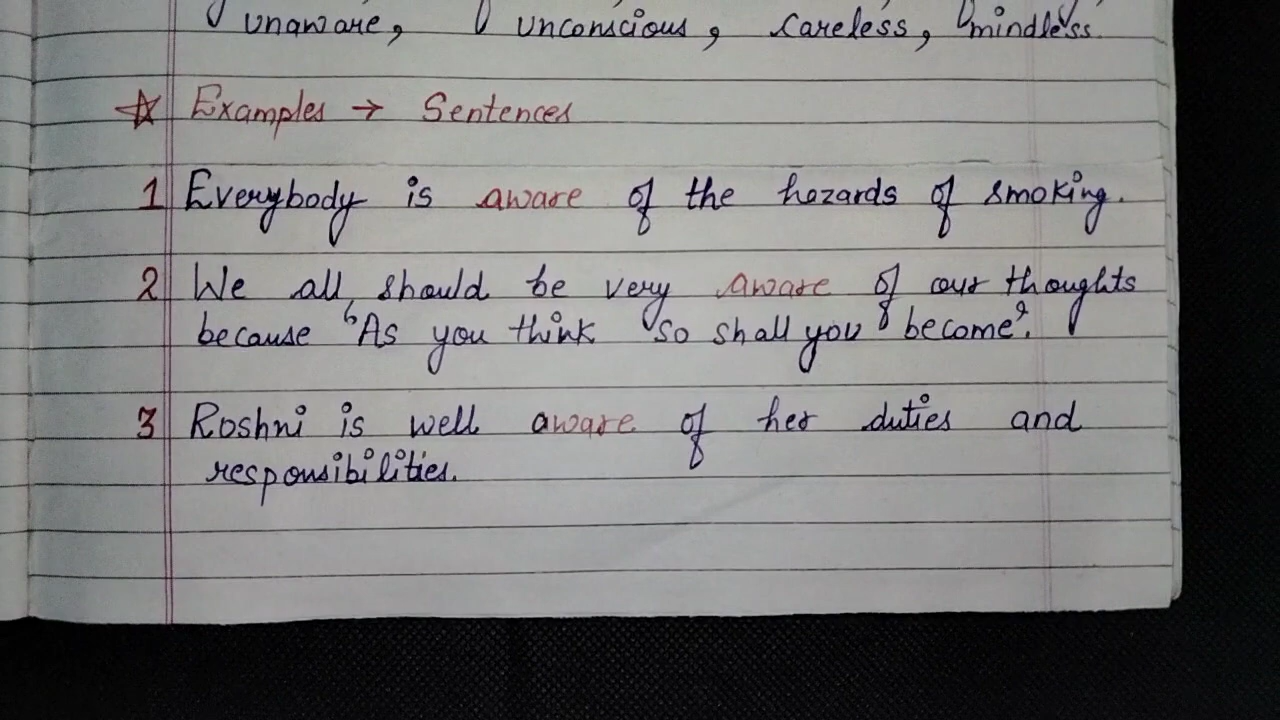 unaware, unconscious, careless, mindless.
☆ Examples → Sentences
1 Everybody is aware of the hazards of smoking.
2 We all should be very aware of our thoughts
because "As you think so shall you become".
3 Roshni is well aware of her duties and
responsibilities.